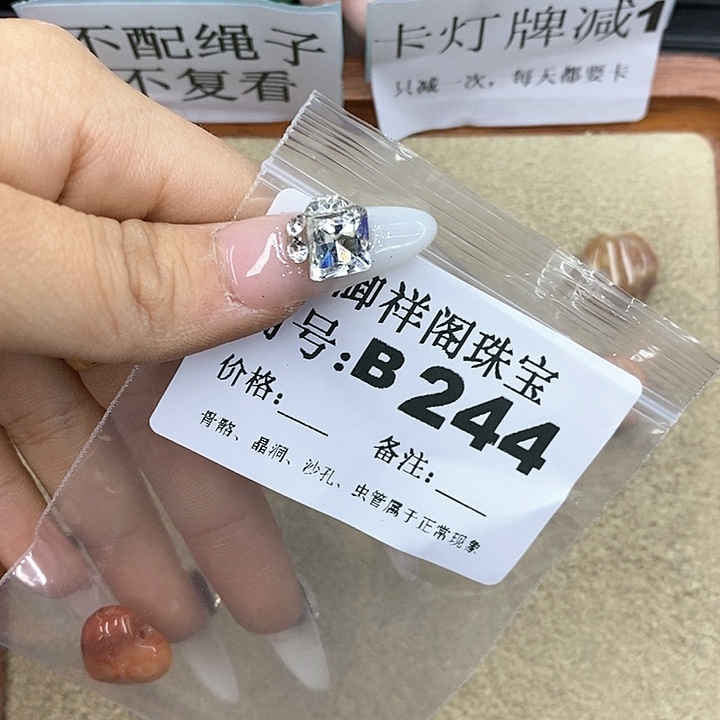 不配绳子
不复看
卡灯牌减1
只减一次，每天都要卡
御祥阁珠宝
号:B244
价格:
备注:
骨骼、晶洞、沙孔、虫管属于正常现象